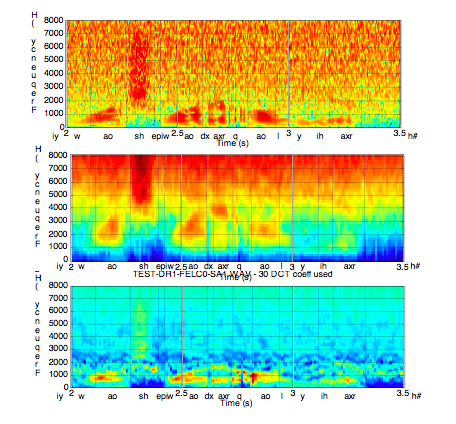 H
( 8000
7000
y 6000
c
n 5000
e 4000
u
q 3000
e 2000
r 1000
F 0
2 2.5 3 3.5
iy w ao sh epiw ao dx axr q ao l y ih axr h#
Time (s)
H
( 8000
7000
y 6000
c
n 5000
e 4000
u
q 3000
e 2000
r 1000
F 0
2 2.5 3 3.5
iy w ao sh epiw ao dx axr q ao l y ih axr h#
Time (s)
TEST-DR1-FELC0-SA1.WAV - 30 DCT coeff used
H
( 8000
7000
y 6000
c
n 5000
e 4000
u
q 3000
e 2000
r 1000
F 0
2 2.5 3 3.5
iy w ao sh epiw ao dx axr q ao l y ih axr h#
Time (s)